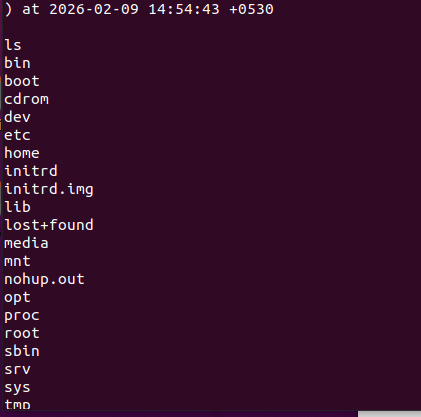 ) at 2026-02-09 14:54:43 +0530
ls
bin
boot
cdrom
dev
etc
home
initrd
initrd.img
lib
lost+found
media
mnt
nohup.out
opt
proc
root
sbin
srv
sys
tmp